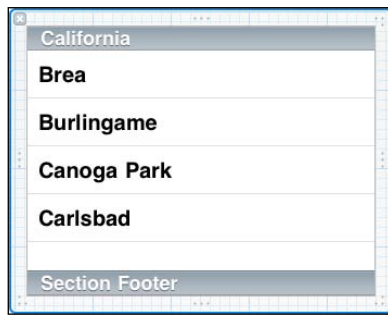 California
Brea
Burlingame
Canoga Park
Carlsbad
Section Footer